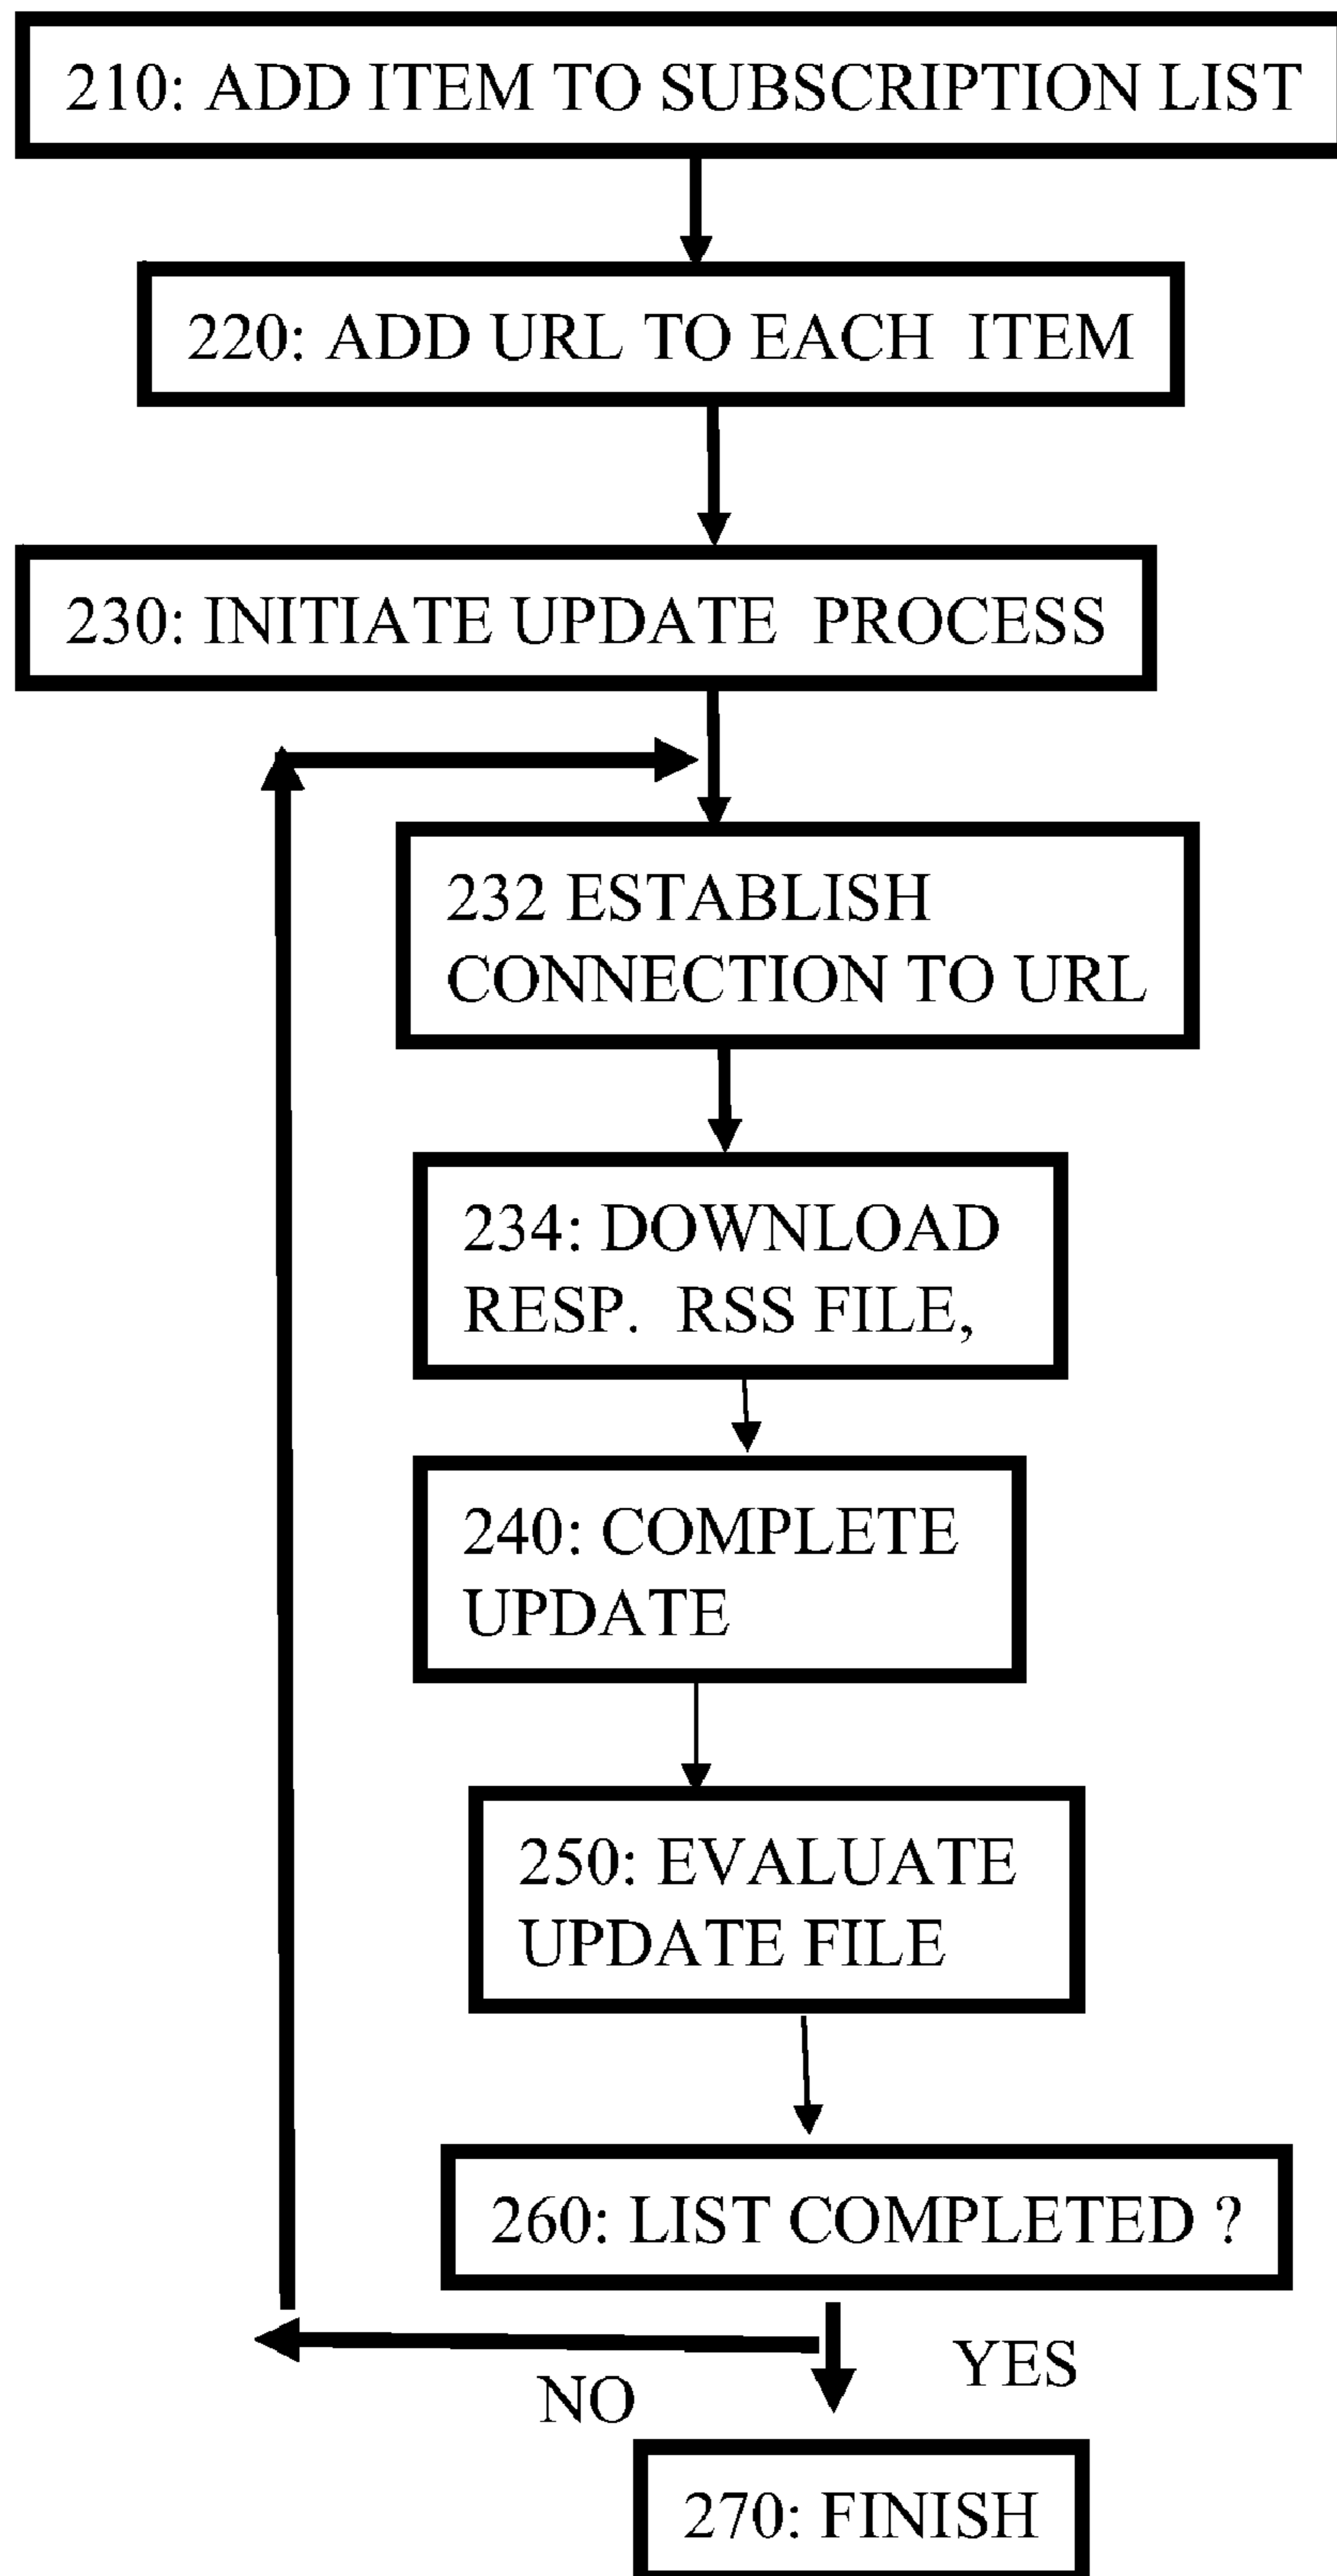 210: ADD ITEM TO SUBSCRIPTION LIST
220: ADD URL TO EACH ITEM
230: INITIATE UPDATE PROCESS
232 ESTABLISH
CONNECTION TO URL
234: DOWNLOAD
RESP. RSS FILE,
240: COMPLETE
UPDATE
250: EVALUATE
UPDATE FILE
260: LIST COMPLETED ?
YES
NO
270: FINISH